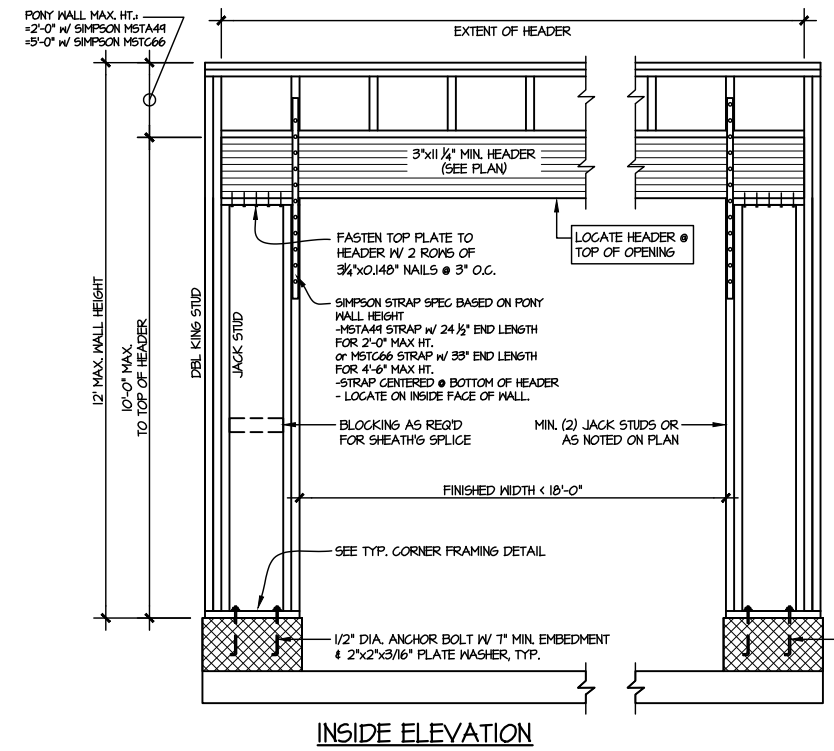 PONY WALL MAX. HT.:
=2'-0" W/ SIMPSON MSTA49
=5'-0" W/ SIMPSON MSTC66
EXTENT OF HEADER
3"x11 1/4" MIN. HEADER
(SEE PLAN)
FASTEN TOP PLATE TO
HEADER W/ 2 ROWS OF
3 1/4"x0.148" NAILS @ 3" O.C.
LOCATE HEADER @
TOP OF OPENING
SIMPSON STRAP SPEC BASED ON PONY
WALL HEIGHT
-MSTA49 STRAP W/ 24 1/2" END LENGTH
FOR 2'-0" MAX HT.
or MSTC66 STRAP W/ 33" END LENGTH
FOR 4'-6" MAX HT.
-STRAP CENTERED @ BOTTOM OF HEADER
- LOCATE ON INSIDE FACE OF WALL.
12' MAX. WALL HEIGHT
10'-0" MAX.
TO TOP OF HEADER
DBL KING STUD
JACK STUD
BLOCKING AS REQ'D
FOR SHEATH'G SPLICE
MIN. (2) JACK STUDS OR
AS NOTED ON PLAN
FINISHED WIDTH < 18'-0"
SEE TYP. CORNER FRAMING DETAIL
1/2" DIA. ANCHOR BOLT W/ 7" MIN. EMBEDMENT
& 2"x2"x3/16" PLATE WASHER, TYP.
INSIDE ELEVATION